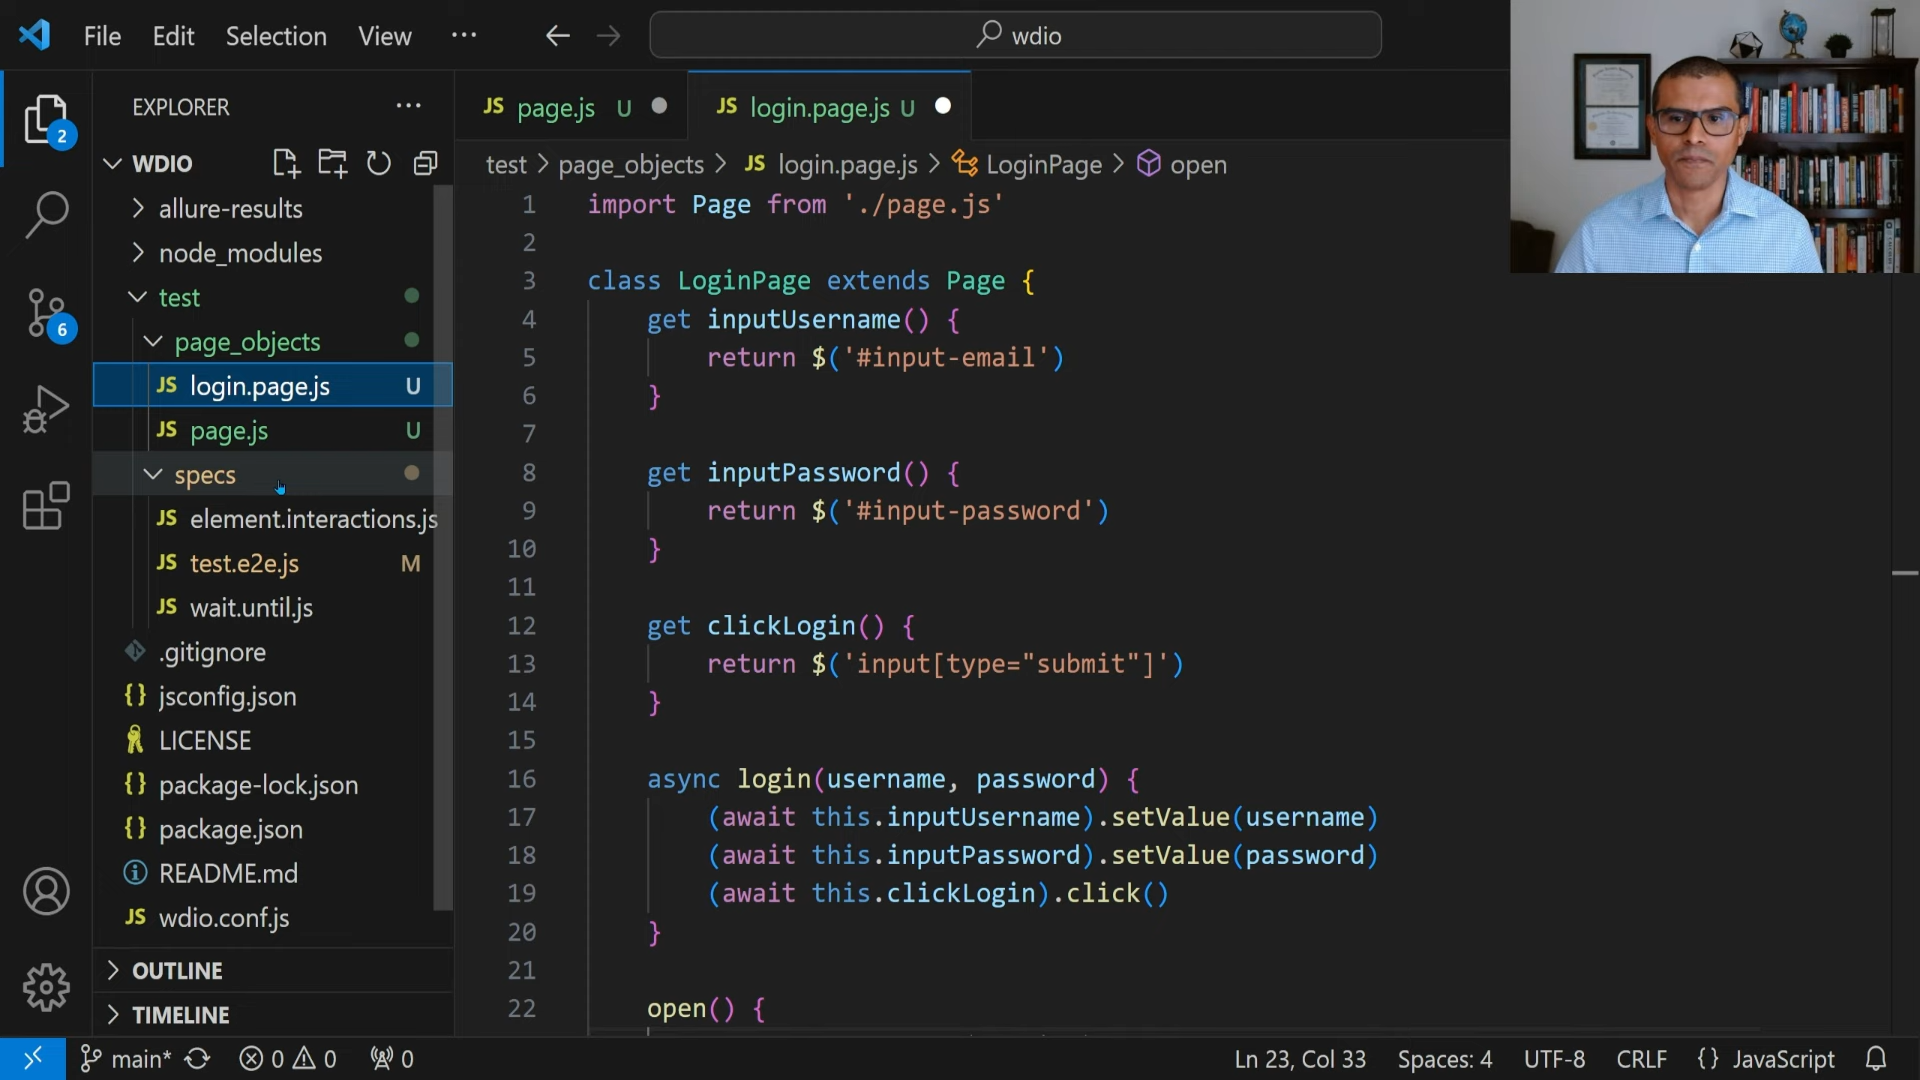 File Edit Selection View ···
wdio
EXPLORER ···
WDIO
allure-results
node_modules
test
page_objects
JS login.page.js U
JS page.js U
specs
JS element.interactions.js
JS test.e2e.js M
JS wait.until.js
.gitignore
{} jsconfig.json
LICENSE
{} package-lock.json
{} package.json
README.md
JS wdio.conf.js
OUTLINE
TIMELINE
2
6
JS page.js U
JS login.page.js U
test > page_objects > JS login.page.js > LoginPage > open
1 import Page from './page.js'
2
3 class LoginPage extends Page {
4 get inputUsername() {
5 return $('#input-email')
6 }
7
8 get inputPassword() {
9 return $('#input-password')
10 }
11
12 get clickLogin() {
13 return $('input[type="submit"]')
14 }
15
16 async login(username, password) {
17 (await this.inputUsername).setValue(username)
18 (await this.inputPassword).setValue(password)
19 (await this.clickLogin).click()
20 }
21
22 open() {
main* 0 0 0
Ln 23, Col 33 Spaces: 4 UTF-8 CRLF {} JavaScript